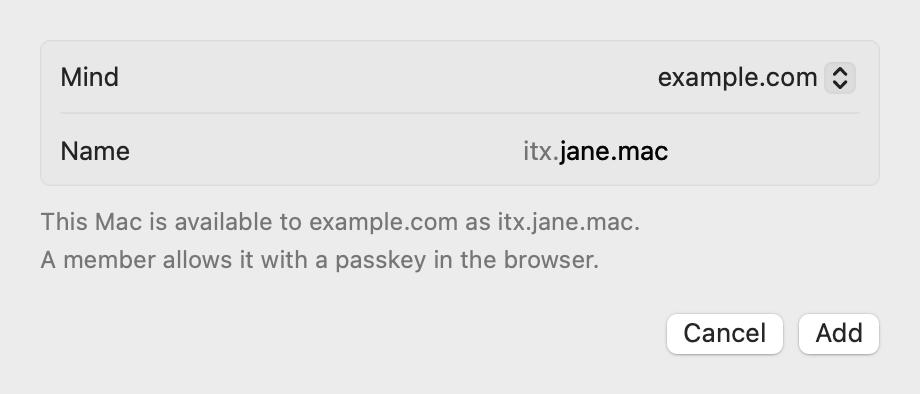 Mind example.com
Name itx.jane.mac
This Mac is available to example.com as itx.jane.mac.
A member allows it with a passkey in the browser.
Cancel Add